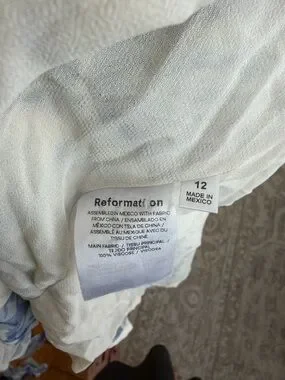 Reformation
ASSEMBLED IN MEXICO WITH FABRIC
FROM CHINA / ENSAMBLADO EN
MÉXICO CON TELA DE CHINA /
ASSEMBLÉ AU MEXIQUE AVEC DU
TISSU DE CHINE
MAIN FABRIC / TISSU PRINCIPAL /
TEJIDO PRINCIPAL
100% VISCOSE / VISCOSA
12
MADE IN
MEXICO